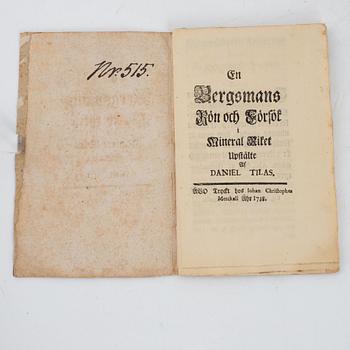 Nr. 515.
En
Bergsmans
Rön och Försök
i
Mineral Riket
Upstälte
Af
DANIEL TILAS.
ÅBO Tryckt hos Johan Christopher
Merckell Åhr 1738.